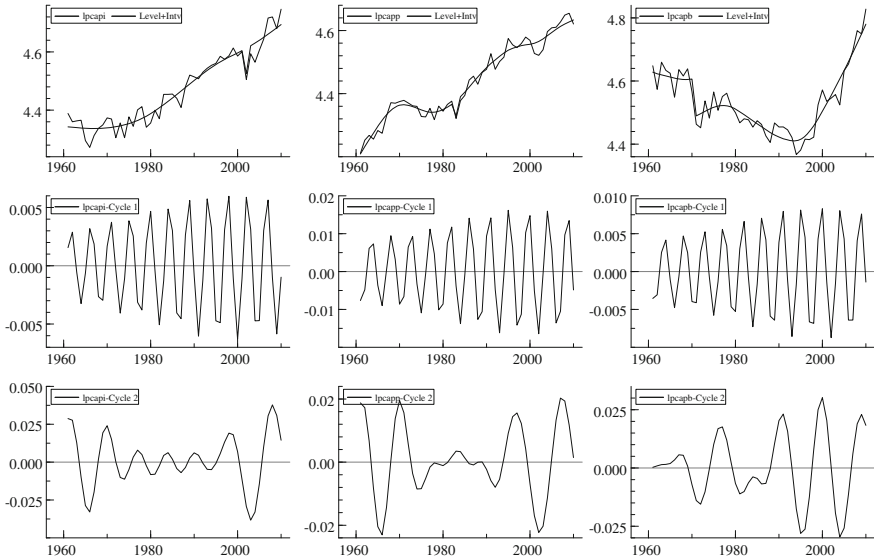 lpcapi Level+Intv
lpcapp Level+Intv
lpcapb Level+Intv
4.6
4.4
1960 1980 2000
4.6
4.4
1960 1980 2000
4.8
4.6
4.4
1960 1980 2000
lpcapi-Cycle 1
0.005
0.000
-0.005
1960 1980 2000
lpcapp-Cycle 1
0.02
0.01
0.00
-0.01
1960 1980 2000
lpcapb-Cycle 1
0.010
0.005
0.000
-0.005
1960 1980 2000
lpcapi-Cycle 2
0.050
0.025
0.000
-0.025
1960 1980 2000
lpcapp-Cycle 2
0.02
0.00
-0.02
1960 1980 2000
lpcapb-Cycle 2
0.025
0.000
-0.025
1960 1980 2000